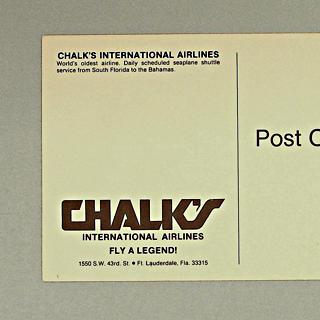 CHALK'S INTERNATIONAL AIRLINES
World's oldest airline. Daily scheduled seaplane shuttle
service from South Florida to the Bahamas.
Post C
CHALK'S
INTERNATIONAL AIRLINES
FLY A LEGEND!
1550 S.W. 43rd. St. • Ft. Lauderdale, Fla. 33315